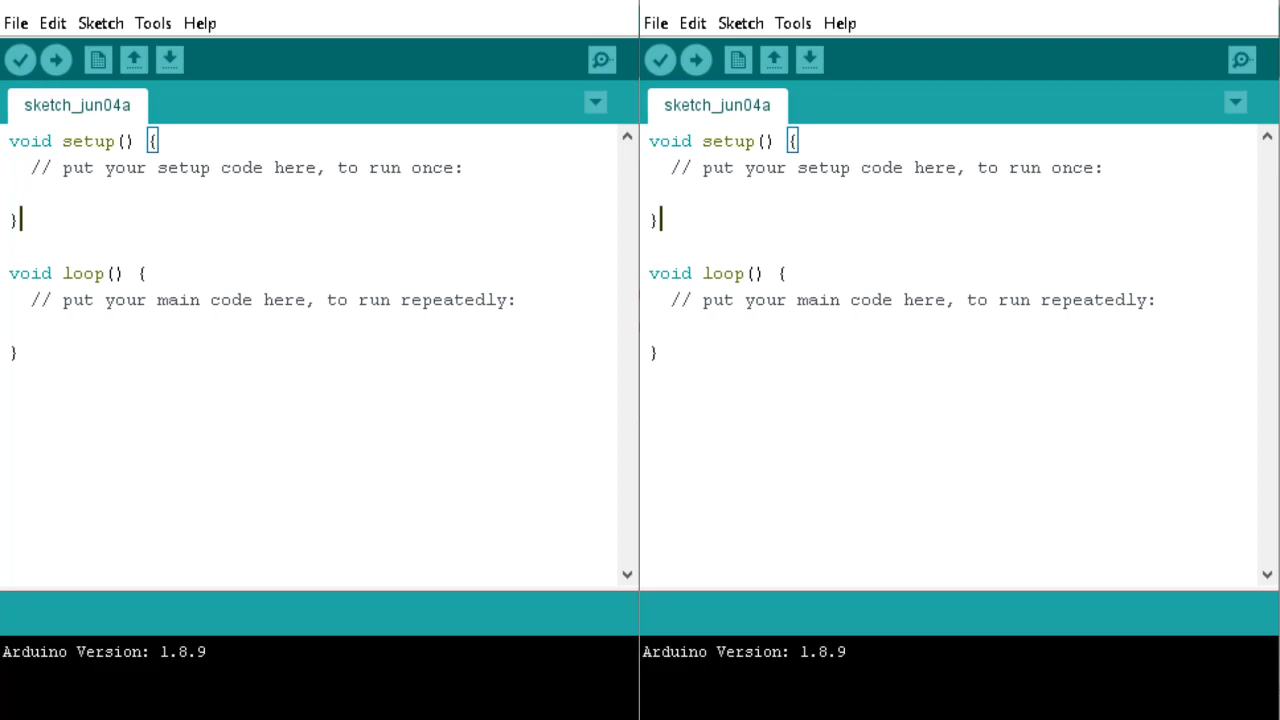 File Edit Sketch Tools Help
sketch_jun04a
void setup() {
  // put your setup code here, to run once:
}
void loop() {
  // put your main code here, to run repeatedly:
}
Arduino Version: 1.8.9
File Edit Sketch Tools Help
sketch_jun04a
void setup() {
  // put your setup code here, to run once:
}
void loop() {
  // put your main code here, to run repeatedly:
}
Arduino Version: 1.8.9